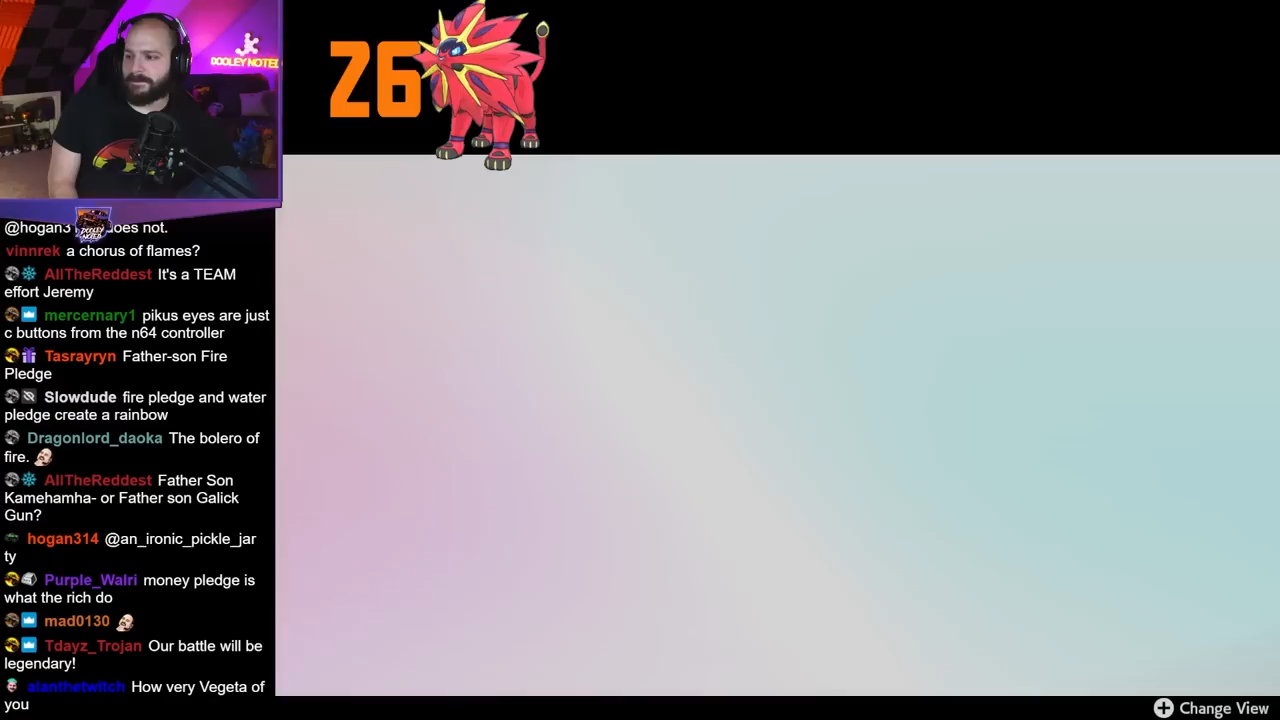 DOOLEY NOTED
26
DOOLEY
NOTED
does not.
vinnrek a chorus of flames?
AllTheReddest It's a TEAM
effort Jeremy
mercernary1 pikus eyes are just
c buttons from the n64 controller
Tasrayryn Father-son Fire
Pledge
Slowdude fire pledge and water
pledge create a rainbow
Dragonlord_daoka The bolero of
fire.
AllTheReddest Father Son
Kamehamha- or Father son Galick
Gun?
hogan314 @an_ironic_pickle_jar
ty
Purple_Walri money pledge is
what the rich do
mad0130
Tdayz_Trojan Our battle will be
legendary!
alanthetwitch How very Vegeta of
you
Change View